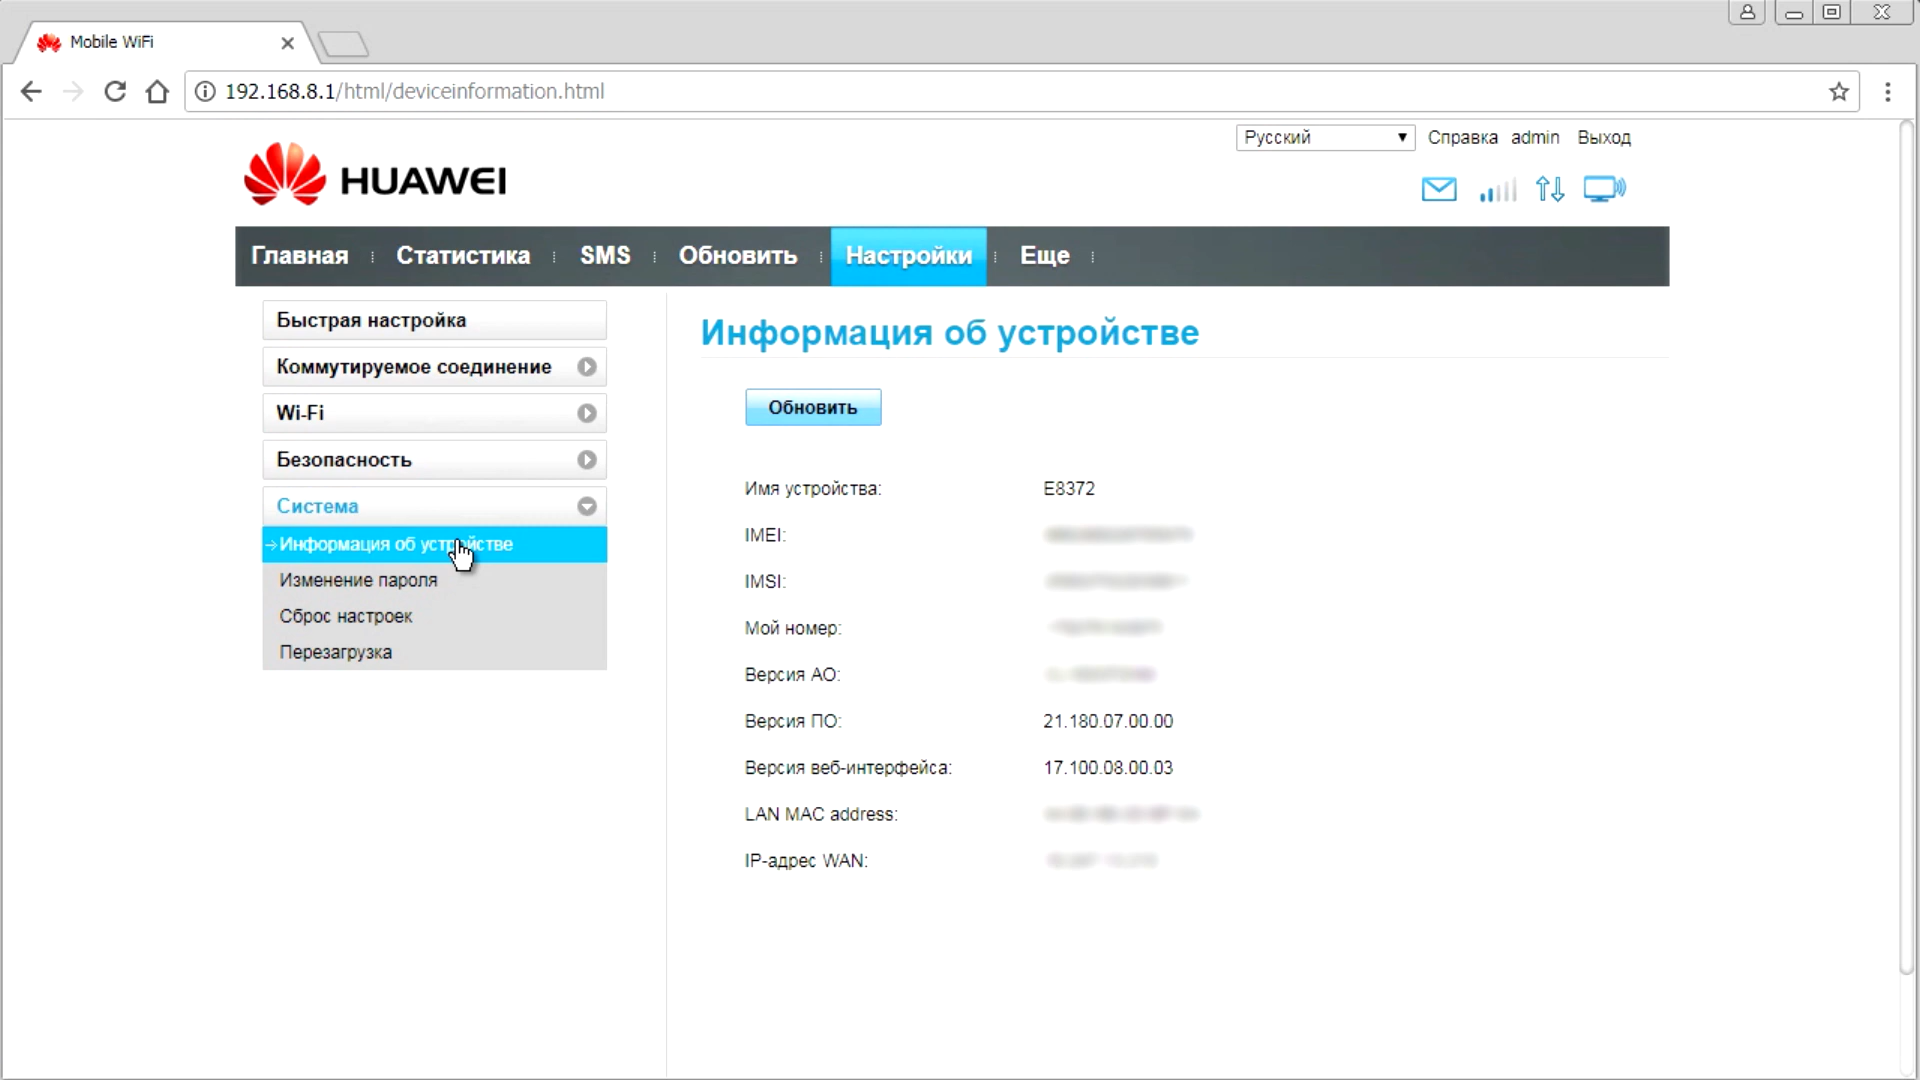 Mobile WiFi
192.168.8.1/html/deviceinformation.html
Русский Справка admin Выход
HUAWEI
Главная Статистика SMS Обновить Настройки Еще
Быстрая настройка
Коммутируемое соединение
Wi-Fi
Безопасность
Система
Информация об устройстве
Изменение пароля
Сброс настроек
Перезагрузка
Информация об устройстве
Обновить
Имя устройства: E8372
IMEI:
IMSI:
Мой номер:
Версия АО:
Версия ПО: 21.180.07.00.00
Версия веб-интерфейса: 17.100.08.00.03
LAN MAC address:
IP-адрес WAN: